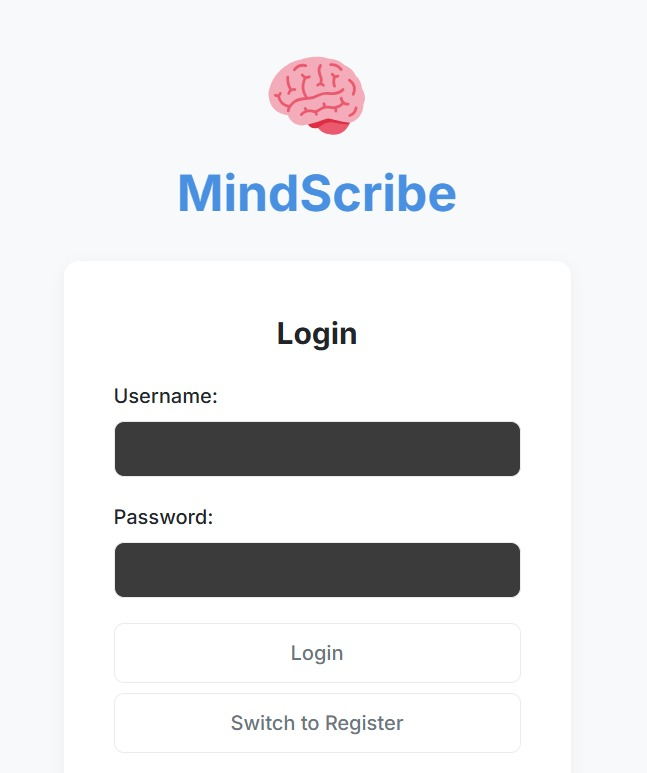 MindScribe
Login
Username:
Password:
Login
Switch to Register